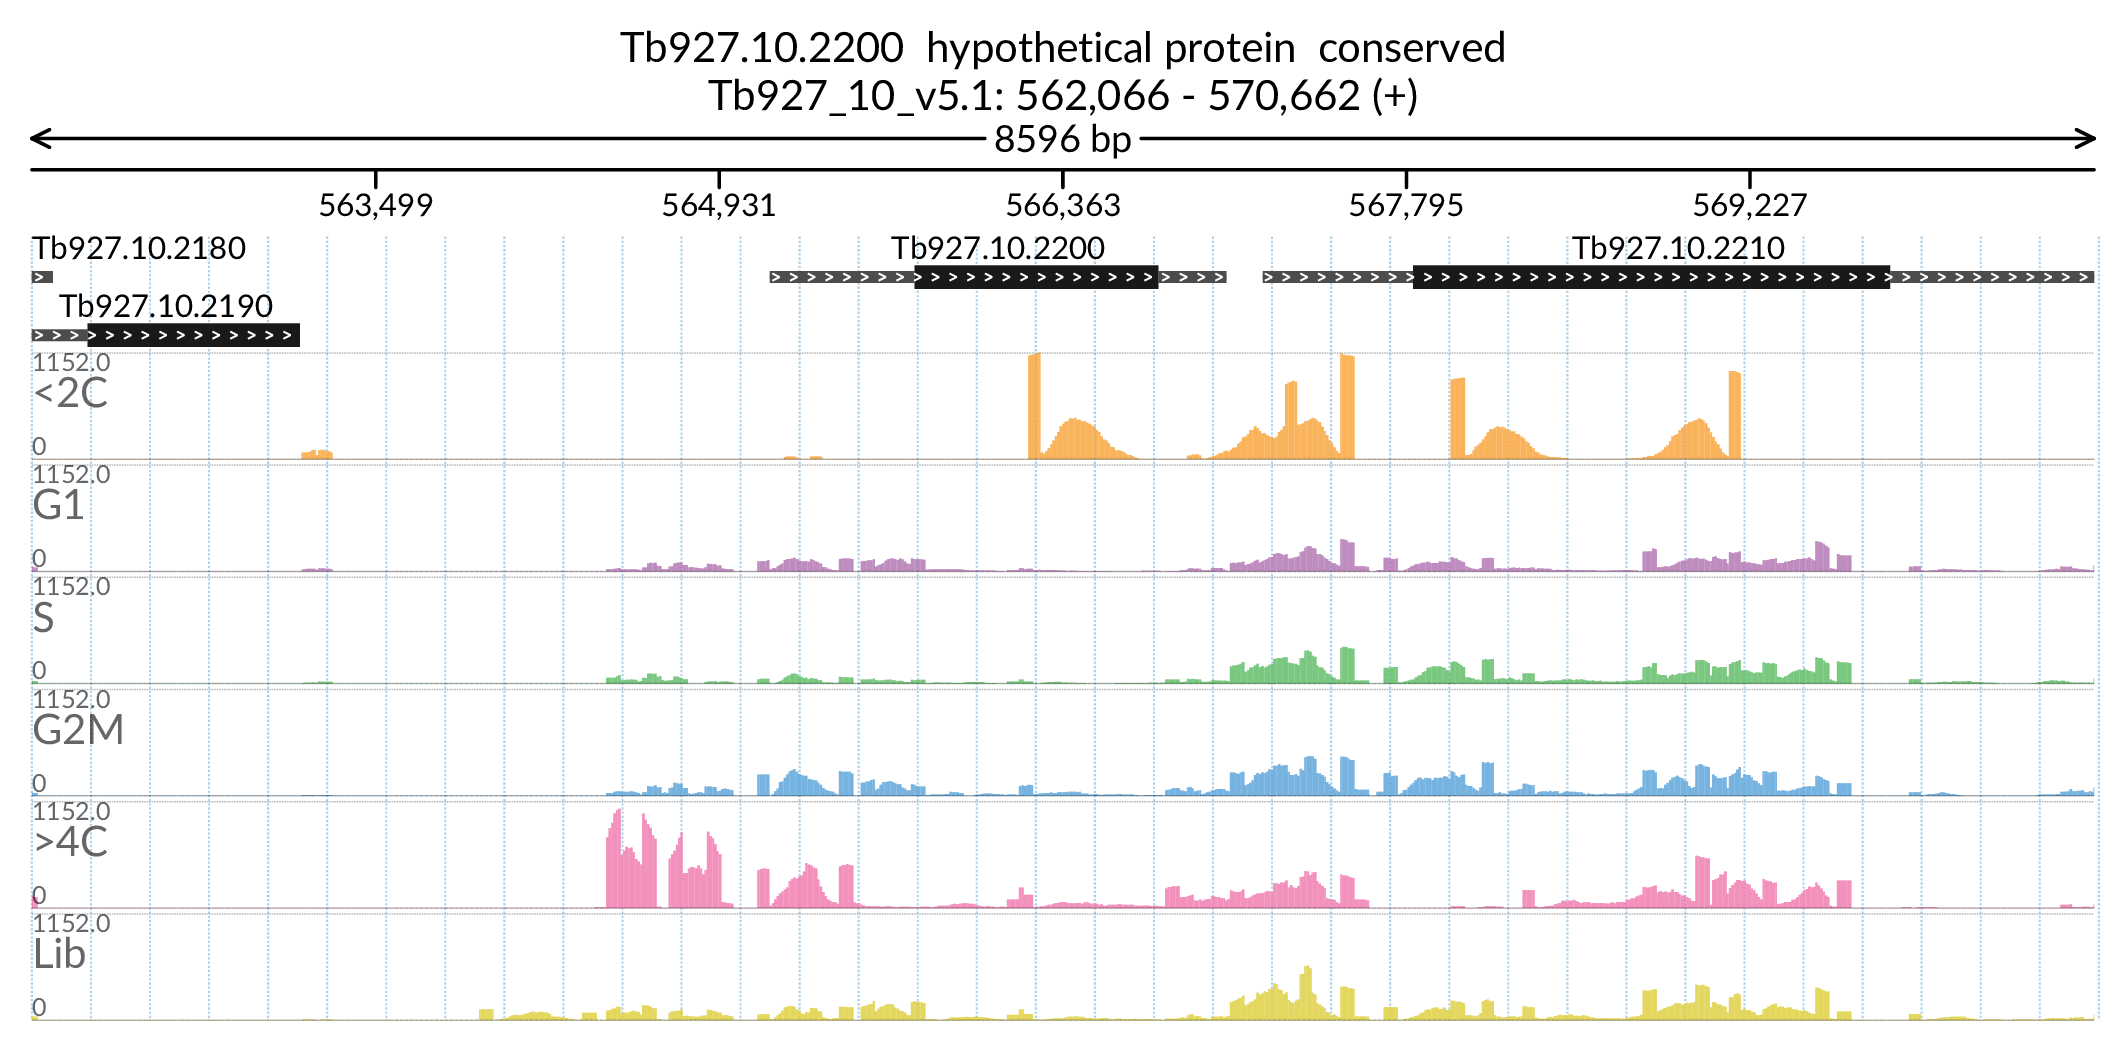 Tb927.10.2200  hypothetical protein  conserved
Tb927_10_v5.1: 562,066 - 570,662 (+)
8596 bp
563,499 564,931 566,363 567,795 569,227
Tb927.10.2180 Tb927.10.2200 Tb927.10.2210
Tb927.10.2190
1152.0
<2C
0
1152.0
G1
0
1152.0
S
0
1152.0
G2M
0
1152.0
>4C
0
1152.0
Lib
0